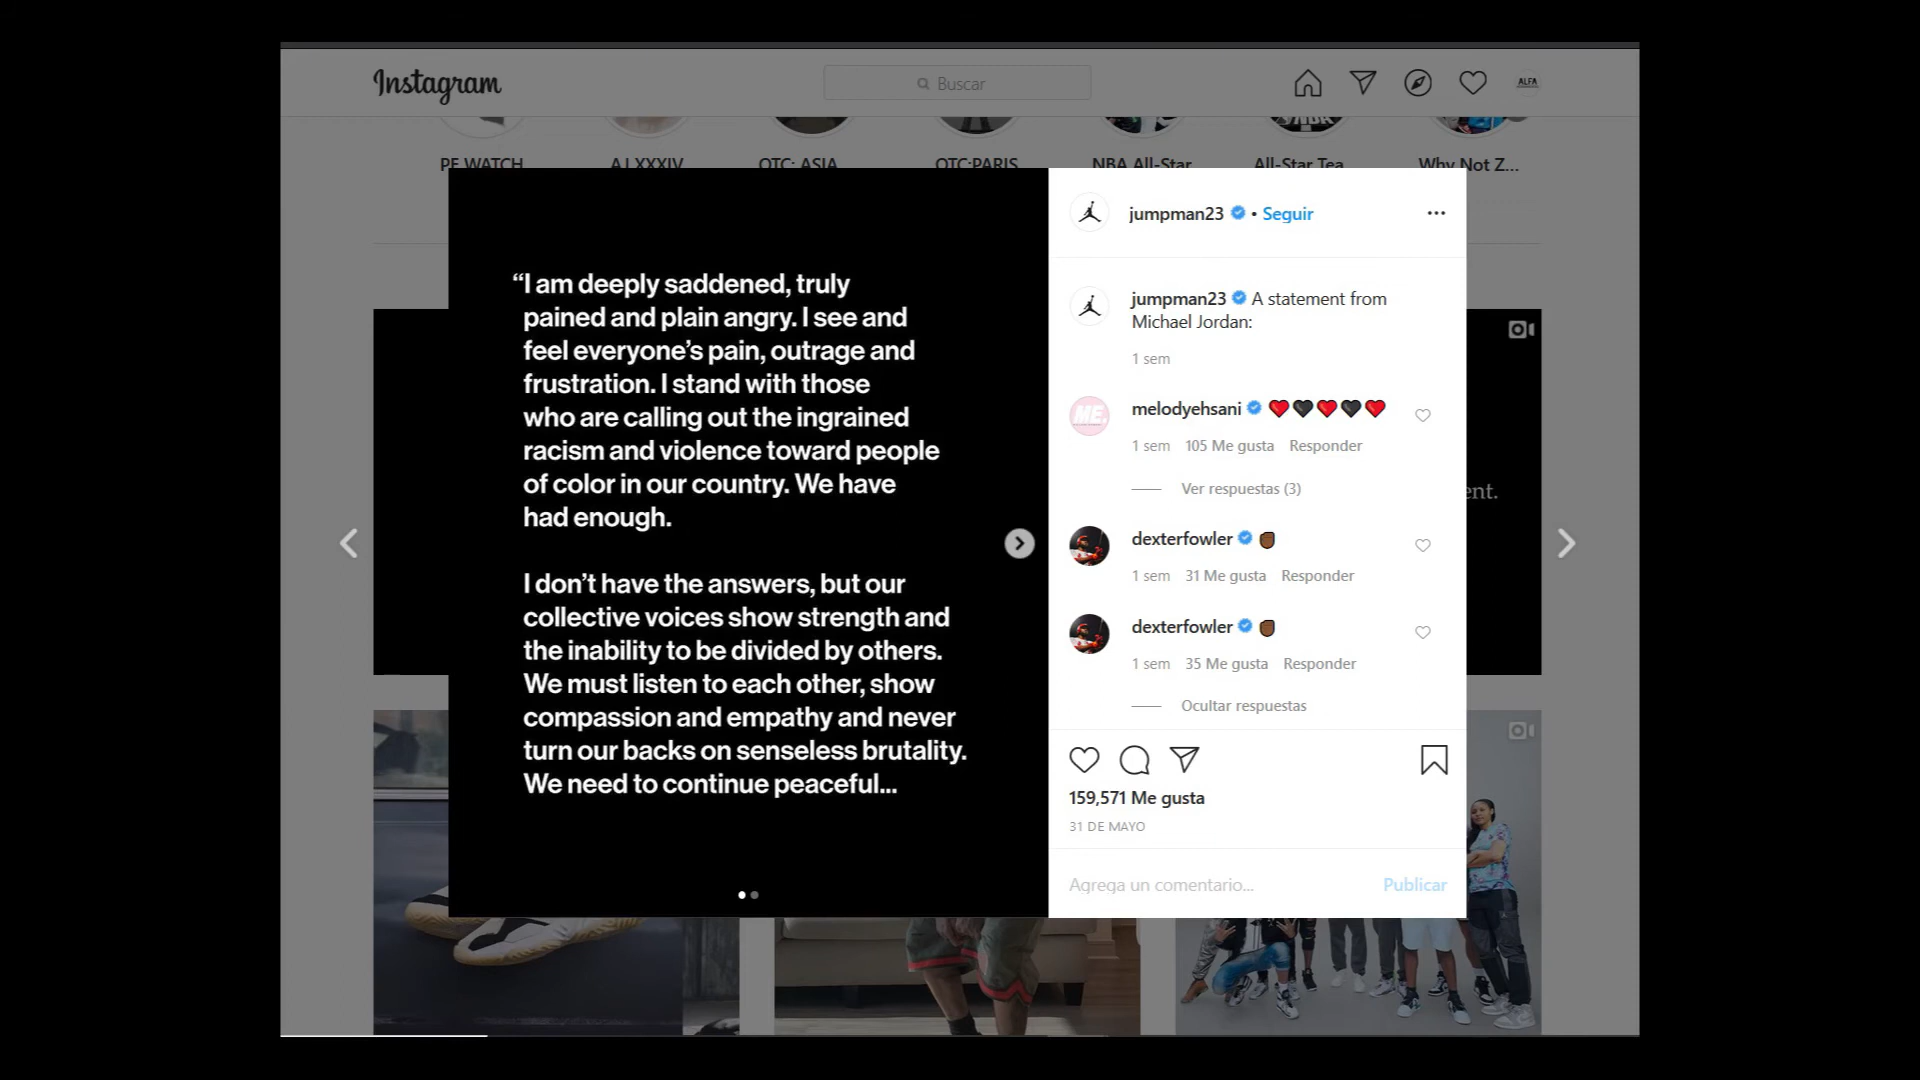 Instagram
Buscar
ALFA
PE WATCH
AJ XXXIV
OTC: ASIA
OTC:PARIS
NBA All-Star
All-Star Tea
Why Not Z...
jumpman23 • Seguir
“I am deeply saddened, truly
pained and plain angry. I see and
feel everyone’s pain, outrage and
frustration. I stand with those
who are calling out the ingrained
racism and violence toward people
of color in our country. We have
had enough.
I don’t have the answers, but our
collective voices show strength and
the inability to be divided by others.
We must listen to each other, show
compassion and empathy and never
turn our backs on senseless brutality.
We need to continue peaceful...
jumpman23 A statement from
Michael Jordan:
1 sem
ME.
melodyehsani
1 sem 105 Me gusta Responder
Ver respuestas (3)
ent.
dexterfowler
1 sem 31 Me gusta Responder
dexterfowler
1 sem 35 Me gusta Responder
Ocultar respuestas
159,571 Me gusta
31 DE MAYO
Agrega un comentario... Publicar